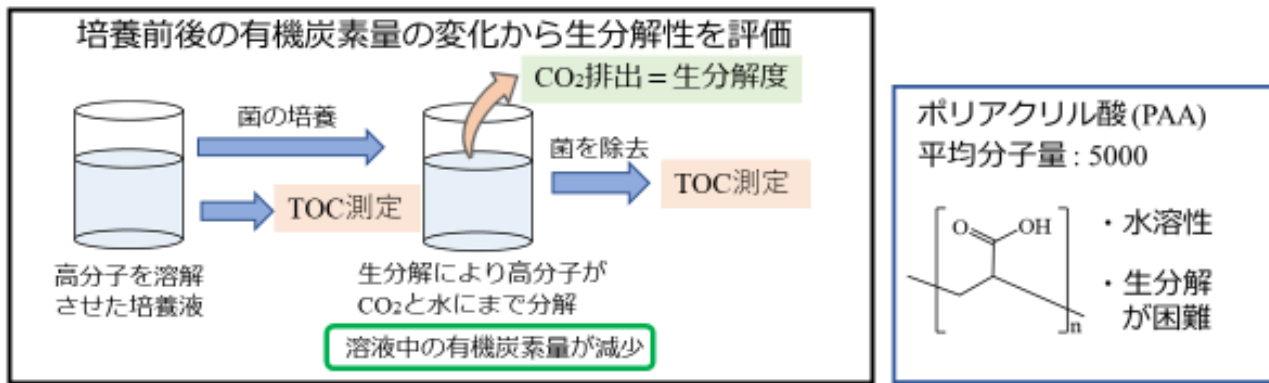 培養前後の有機炭素量の変化から生分解性を評価
CO₂排出＝生分解度
菌の培養
菌を除去
TOC測定
TOC測定
高分子を溶解
させた培養液
生分解により高分子が
CO₂と水にまで分解
溶液中の有機炭素量が減少
ポリアクリル酸 (PAA)
平均分子量 : 5000
O
OH
n
・水溶性
・生分解
が困難